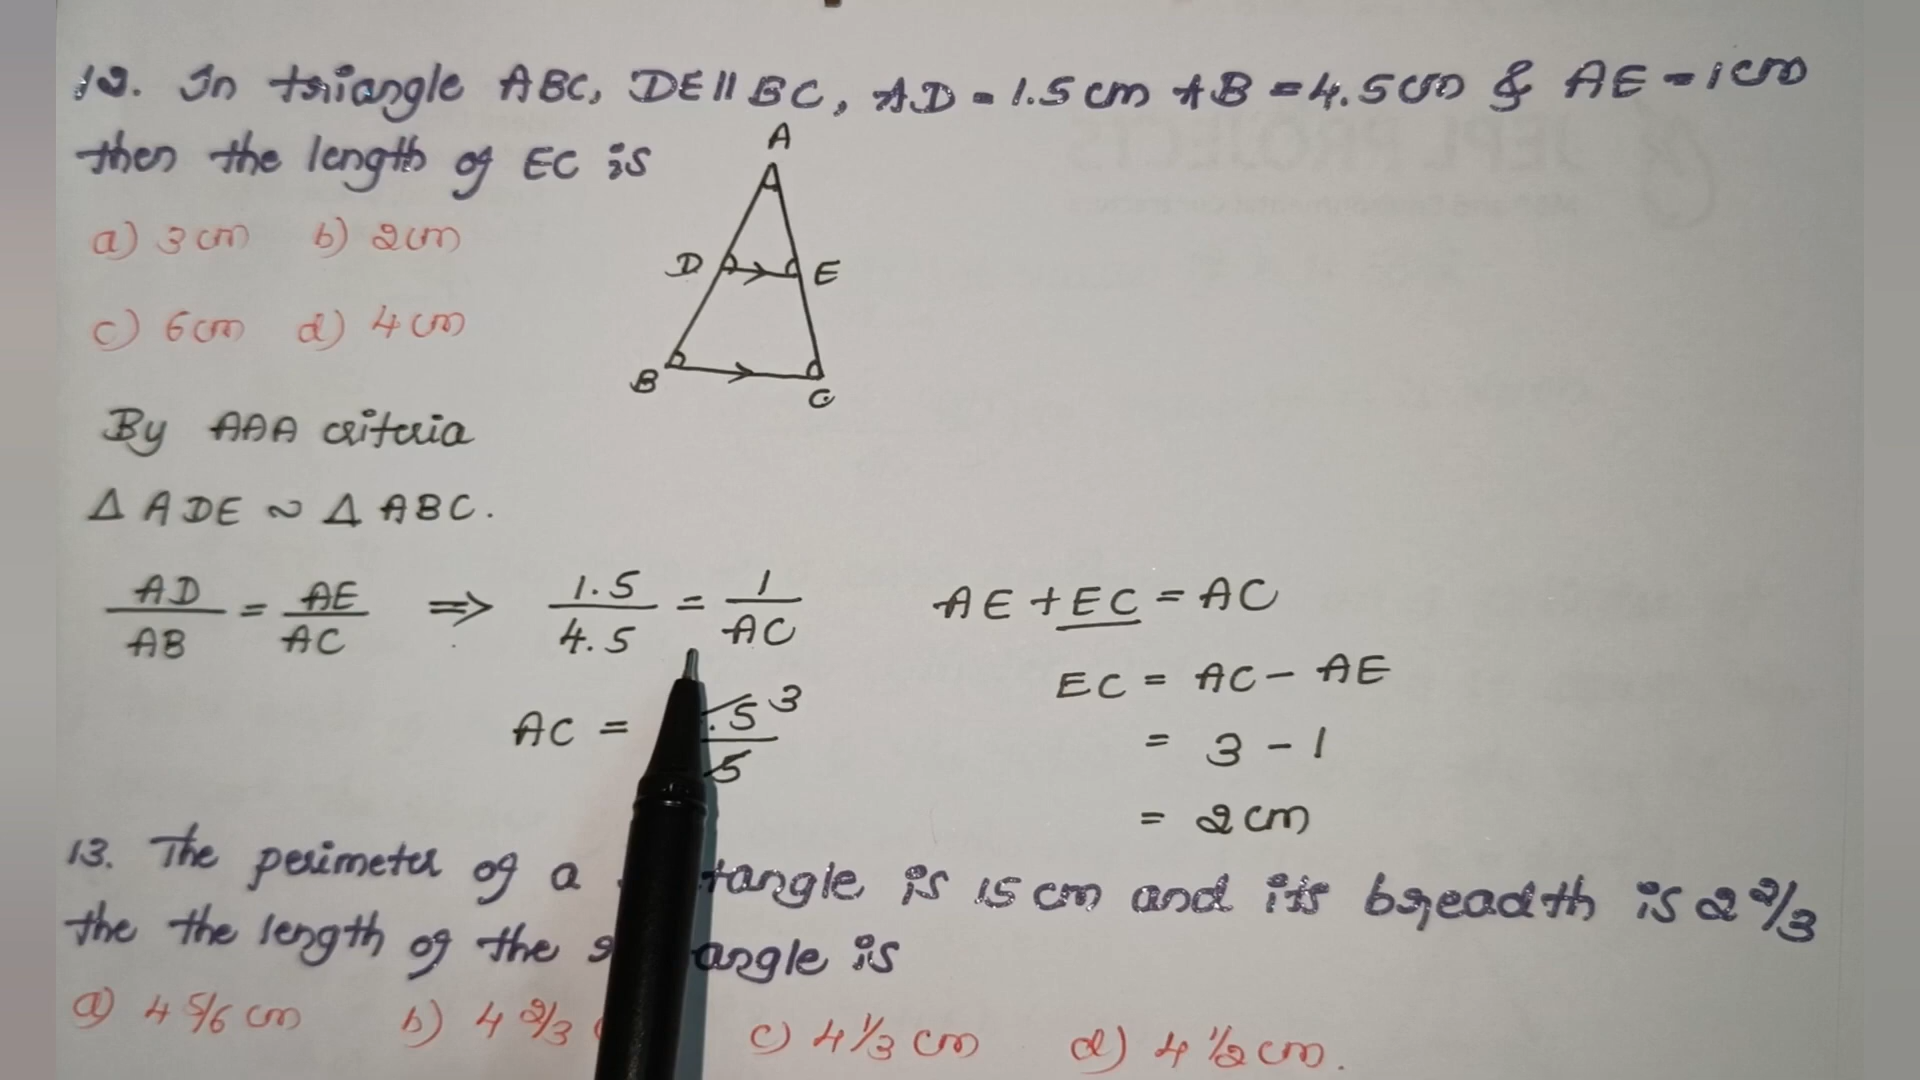 12. In triangle ABC, DE || BC, AD = 1.5 cm AB = 4.5 cm & AE = 1 cm
then the length of EC is
a) 3 cm b) 2 cm
c) 6 cm d) 4 cm
A
D E
B C
By AAA criteria
Δ ADE ~ Δ ABC.
AD/AB = AE/AC ⇒ 1.5/4.5 = 1/AC
AC = .5 3 / 5
AE + EC = AC
EC = AC - AE
= 3 - 1
= 2 cm
13. The perimeter of a tangle is 15 cm and its breadth is 2 2/3
the the length of the angle is
a) 4 5/6 cm b) 4 2/3 c) 4 1/3 cm d) 4 1/2 cm.